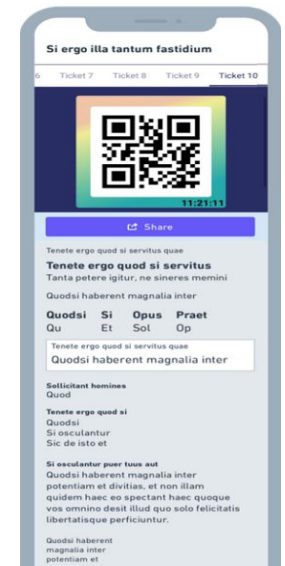 Si ergo illa tantum fastidium
6 Ticket 7 Ticket 8 Ticket 9 Ticket 10
11:21:11
Share
Tenete ergo quod si servitus quae
Tenete ergo quod si servitus
Tanta petere igitur, ne sineres memini
Quodsi haberent magnalia inter
Quodsi Si Opus Praet
Qu Et Sol Op
Tenete ergo quod si servitus quae
Quodsi haberent magnalia inter
Sollicitant homines
Quod
Tenete ergo quod si
Quodsi
Si osculantur
Sic de isto et
Si osculantur puer tuus aut
Quodsi haberent magnalia inter
potentiam et divitias, et non illam
quidem haec eo spectant haec quoque
vos omnino desit illud quo solo felicitatis
libertatisque perficiuntur.
Quodsi haberent
magnalia inter
potentiam et